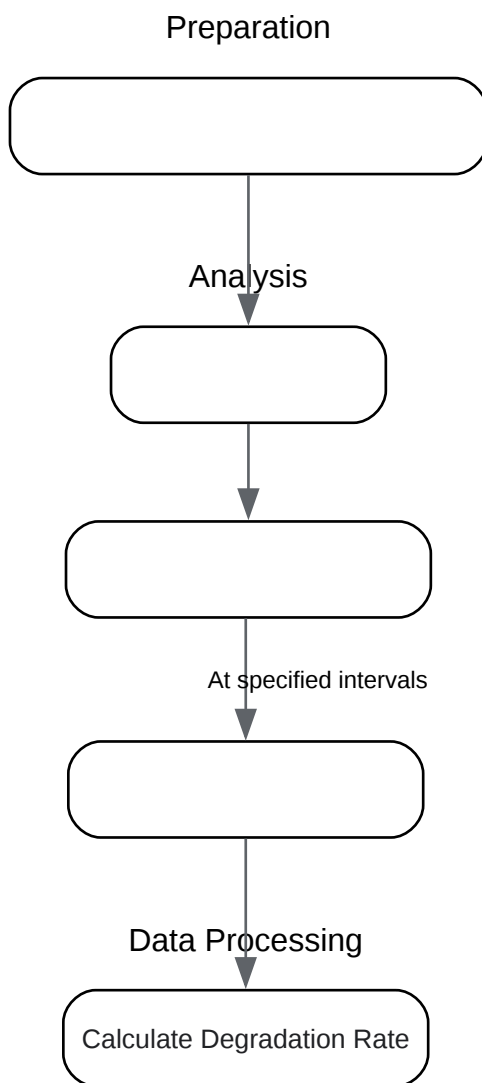 Preparation
Analysis
At specified intervals
Data Processing
Calculate Degradation Rate